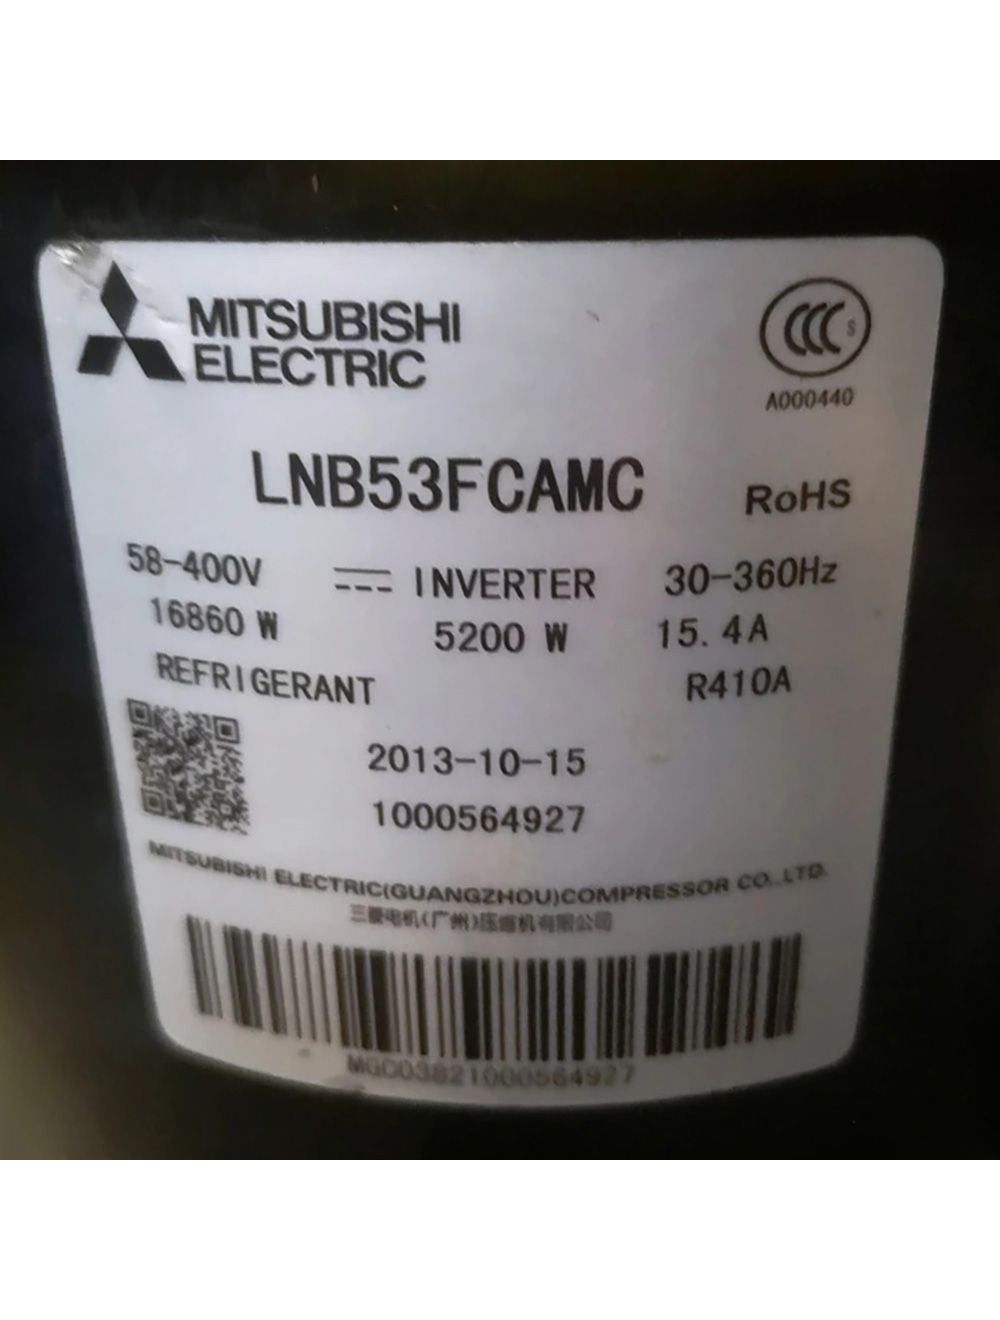 MITSUBISHI
ELECTRIC
CCC S
A000440
LNB53FCAMC
RoHS
58-400V INVERTER 30-360Hz
16860 W 5200 W 15.4A
REFRIGERANT R410A
2013-10-15
1000564927
MITSUBISHI ELECTRIC(GUANGZHOU)COMPRESSOR CO.,LTD.
三菱电机(广州)压缩机有限公司
MGC03821000564927